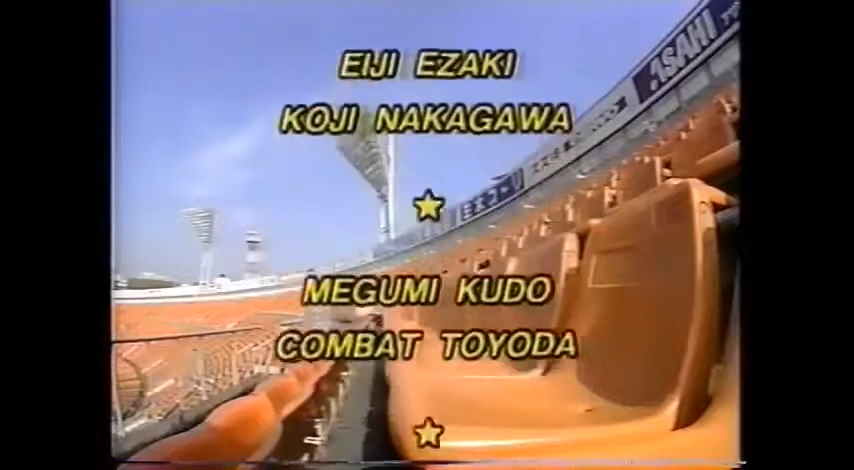 EIJI EZAKI
KOJI NAKAGAWA
MEGUMI KUDO
COMBAT TOYODA
ASAHI